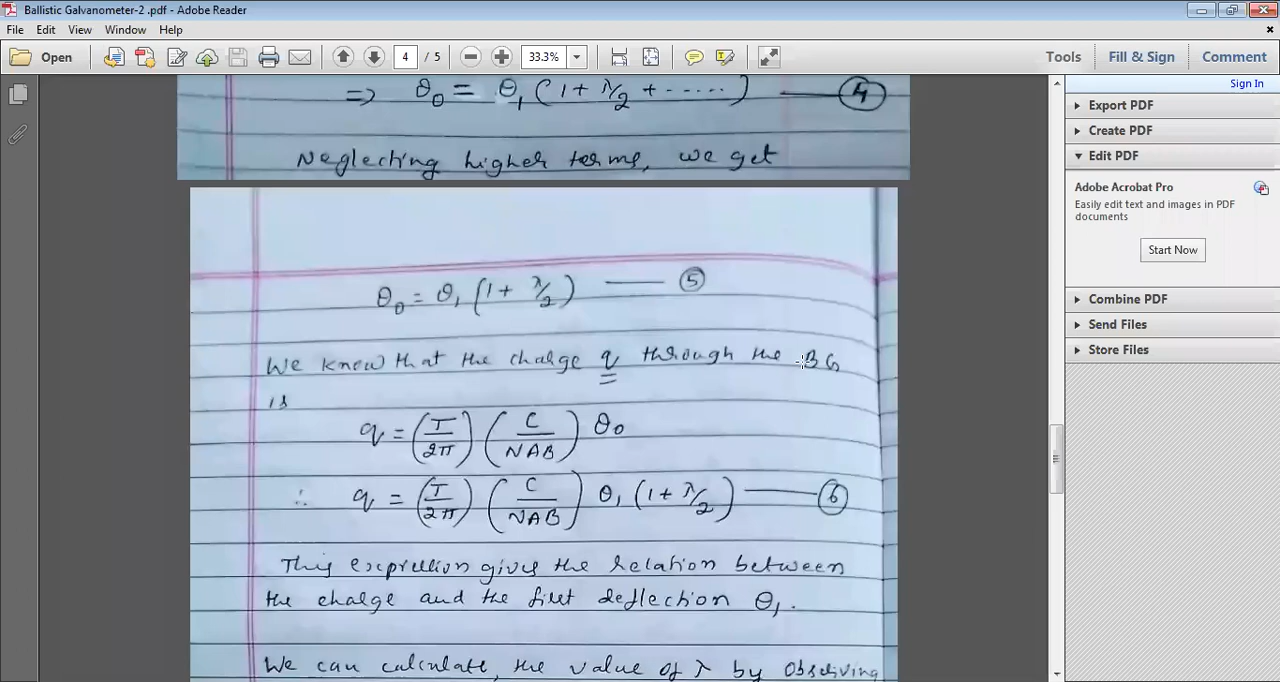 Ballistic Galvanometer-2 .pdf - Adobe Reader
File Edit View Window Help
Open 4 / 5 33.3% Tools Fill & Sign Comment
Sign In
Export PDF
Create PDF
Edit PDF
Adobe Acrobat Pro
Easily edit text and images in PDF
documents
Start Now
Combine PDF
Send Files
Store Files
=> θ₀ = θ₁ (1 + λ/2 + ......) —— 4
Neglecting higher terms, we get
θ₀ = θ₁ (1 + λ/2) —— 5
We know that the charge q through the BG
is
q = (T/2π) (C/NAB) θ₀
∴ q = (T/2π) (C/NAB) θ₁ (1 + λ/2) —— 6
This expression gives the relation between
the charge and the first deflection θ₁.
We can calculate, the value of λ by observing